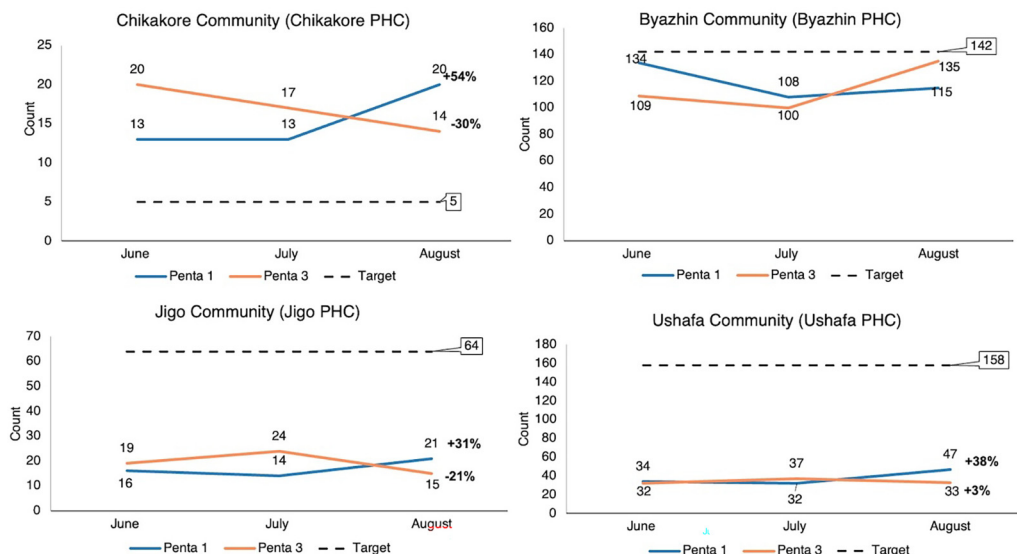 Chikakore Community (Chikakore PHC)
25
20
15
10
5
0
Count
20
17
20
+54%
13
13
14
-30%
5
June
July
August
Penta 1
Penta 3
Target
Byazhin Community (Byazhin PHC)
160
140
120
100
80
60
40
20
0
Count
142
134
108
135
109
100
115
June
July
August
Penta 1
Penta 3
Target
Jigo Community (Jigo PHC)
70
60
50
40
30
20
10
0
Count
64
19
24
21
+31%
16
14
15
-21%
June
July
August
Penta 1
Penta 3
Target
Ushafa Community (Ushafa PHC)
180
160
140
120
100
80
60
40
20
0
Count
158
34
37
47
+38%
32
32
33
+3%
June
July
August
Ji
Penta 1
Penta 3
Target